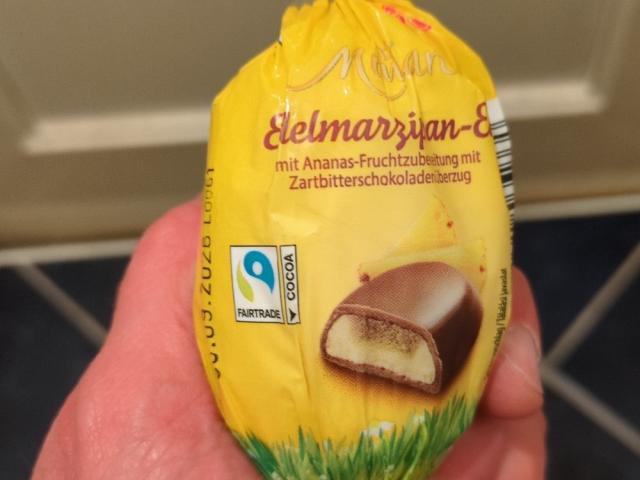 Edelmarzipan-E
mit Ananas-Fruchtzubereitung mit
Zartbitterschokoladenüberzug
FAIRTRADE
COCOA